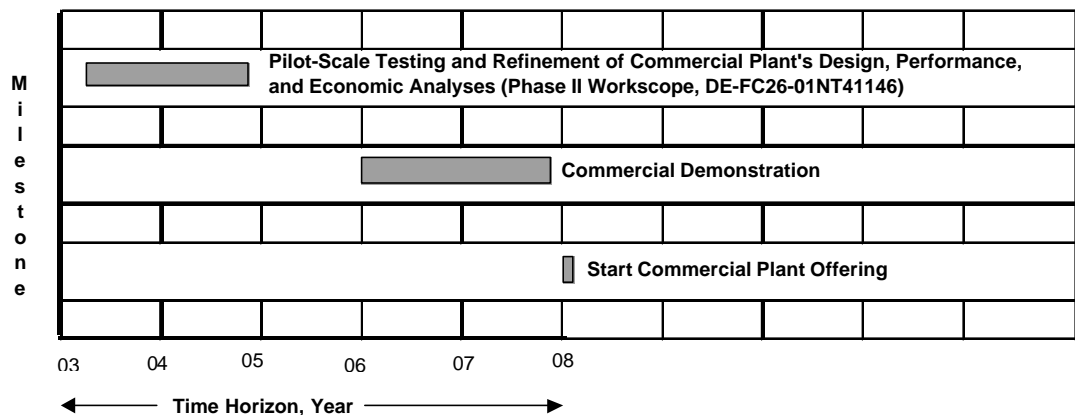 Milestone
Pilot-Scale Testing and Refinement of Commercial Plant's Design, Performance,
and Economic Analyses (Phase II Workscope, DE-FC26-01NT41146)
Commercial Demonstration
Start Commercial Plant Offering
03 04 05 06 07 08
Time Horizon, Year